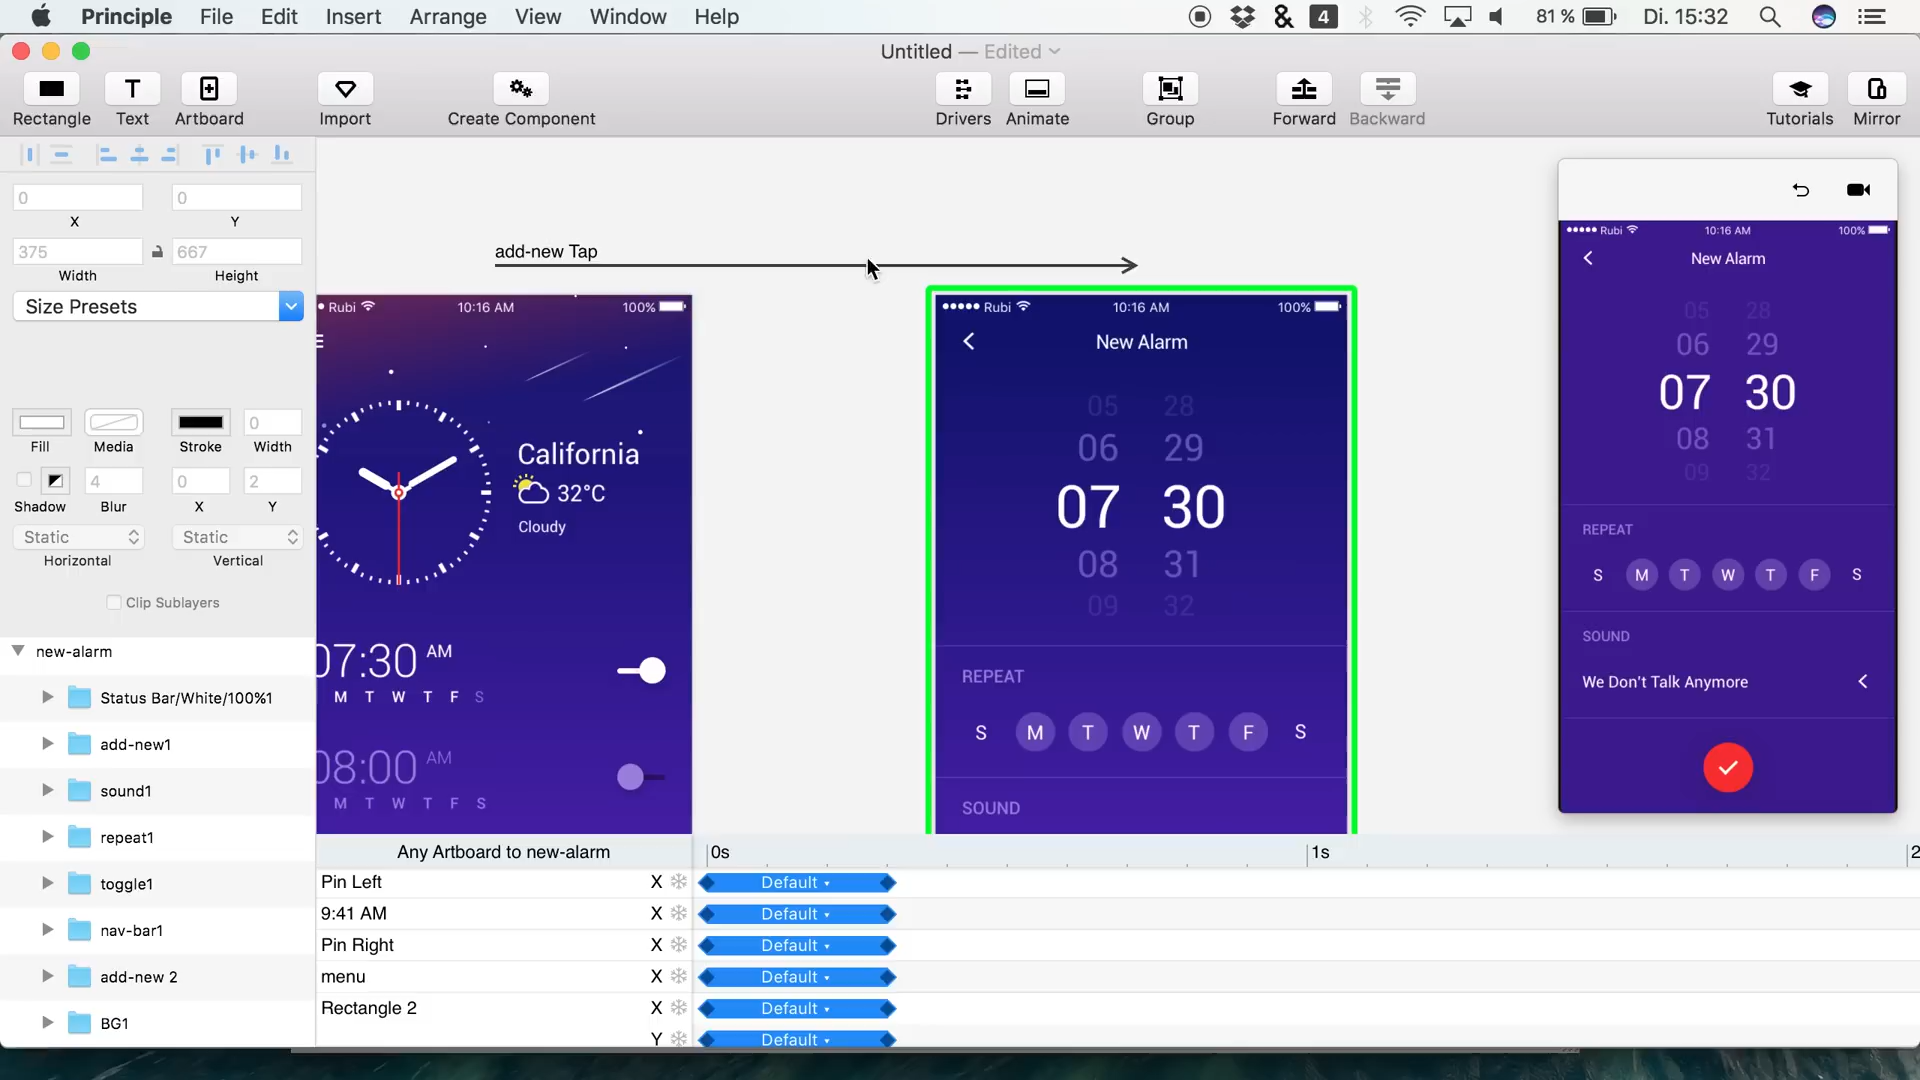 Principle File Edit Insert Arrange View Window Help
& 4 81 % Di. 15:32
Untitled — Edited
Rectangle Text Artboard Import Create Component Drivers Animate Group Forward Backward Tutorials Mirror
0 0
X Y
375 667
Width Height
Size Presets
Fill Media Stroke 0 Width
4 0 2
Shadow Blur X Y
Static Static
Horizontal Vertical
Clip Sublayers
new-alarm
Status Bar/White/100%1
add-new1
sound1
repeat1
toggle1
nav-bar1
add-new 2
BG1
add-new Tap
Rubi 10:16 AM 100%
California
32°C
Cloudy
07:30 AM
M T W T F S
08:00 AM
M T W T F S
Rubi 10:16 AM 100%
New Alarm
05 28
06 29
07 30
08 31
09 32
REPEAT
S M T W T F S
SOUND
Rubi 10:16 AM 100%
New Alarm
05 28
06 29
07 30
08 31
09 32
REPEAT
S M T W T F S
SOUND
We Don't Talk Anymore
Any Artboard to new-alarm 0s 1s 2
Pin Left X Default
9:41 AM X Default
Pin Right X Default
menu X Default
Rectangle 2 X Default
Y Default